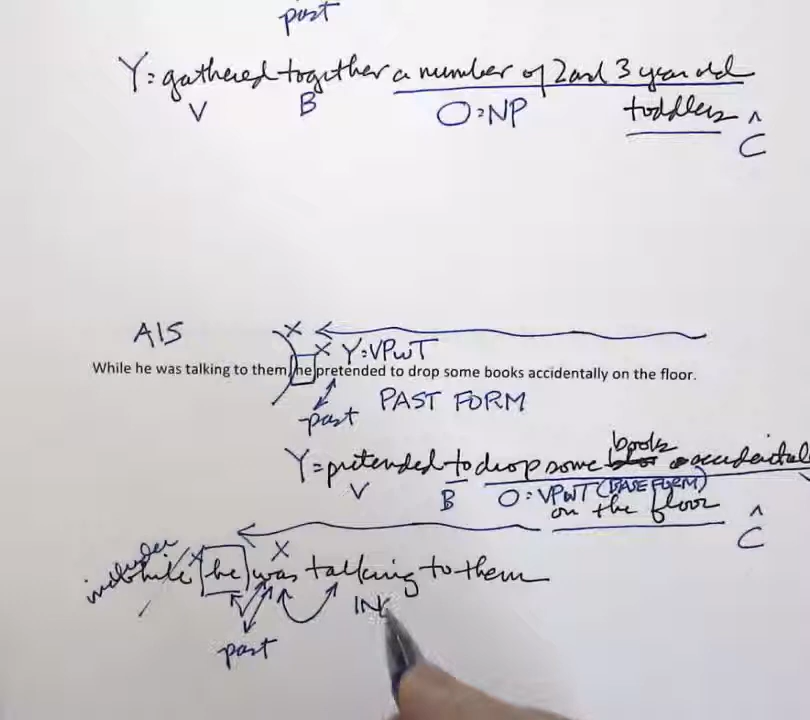 past
Y = gathered together a number of 2 and 3 year old
V B O = NP toddlers ^
C
A15
X
X Y: VPWT
While he was talking to them, he pretended to drop some books accidentally on the floor.
past PAST FORM
books
Y = pretended to drop some accidental
V B O: VPWT (BASE FORM)
on the floor ^
C
X X
while he was talking to them
ING
past